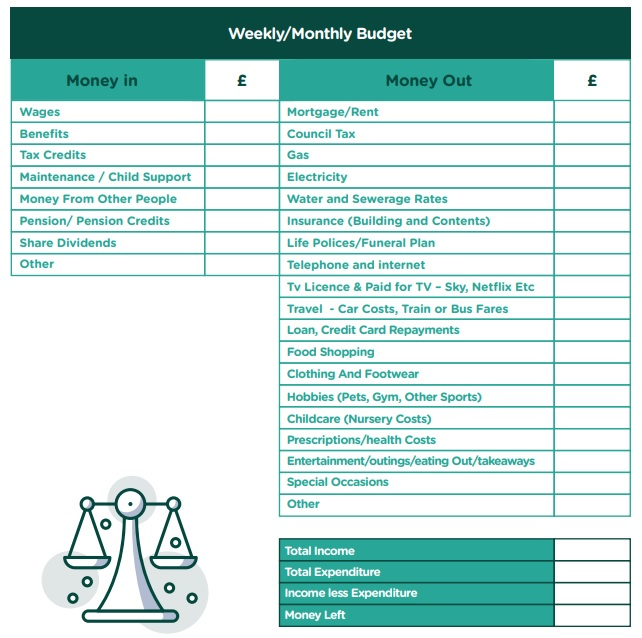 Weekly/Monthly Budget
Money in £ Money Out £
Wages
Benefits
Tax Credits
Maintenance / Child Support
Money From Other People
Pension/ Pension Credits
Share Dividends
Other
Mortgage/Rent
Council Tax
Gas
Electricity
Water and Sewerage Rates
Insurance (Building and Contents)
Life Polices/Funeral Plan
Telephone and internet
Tv Licence & Paid for TV – Sky, Netflix Etc
Travel - Car Costs, Train or Bus Fares
Loan, Credit Card Repayments
Food Shopping
Clothing And Footwear
Hobbies (Pets, Gym, Other Sports)
Childcare (Nursery Costs)
Prescriptions/health Costs
Entertainment/outings/eating Out/takeaways
Special Occasions
Other
Total Income
Total Expenditure
Income less Expenditure
Money Left